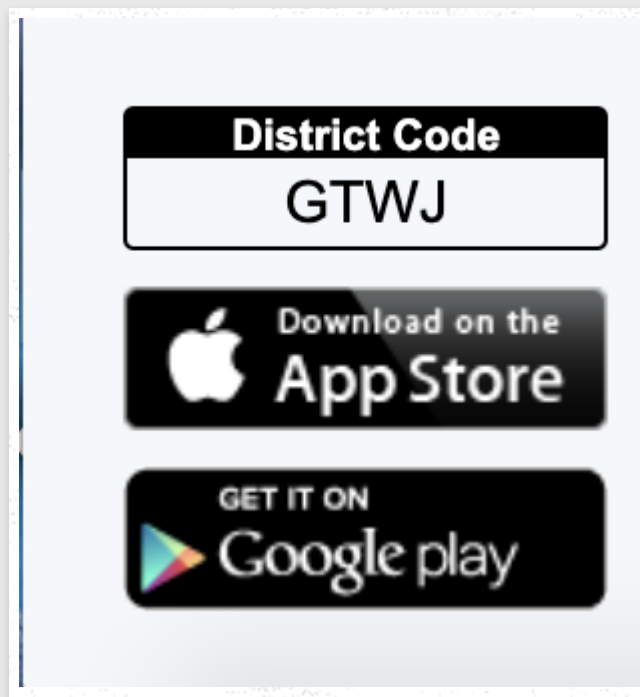 District Code
GTWJ
Download on the
App Store
GET IT ON
Google play